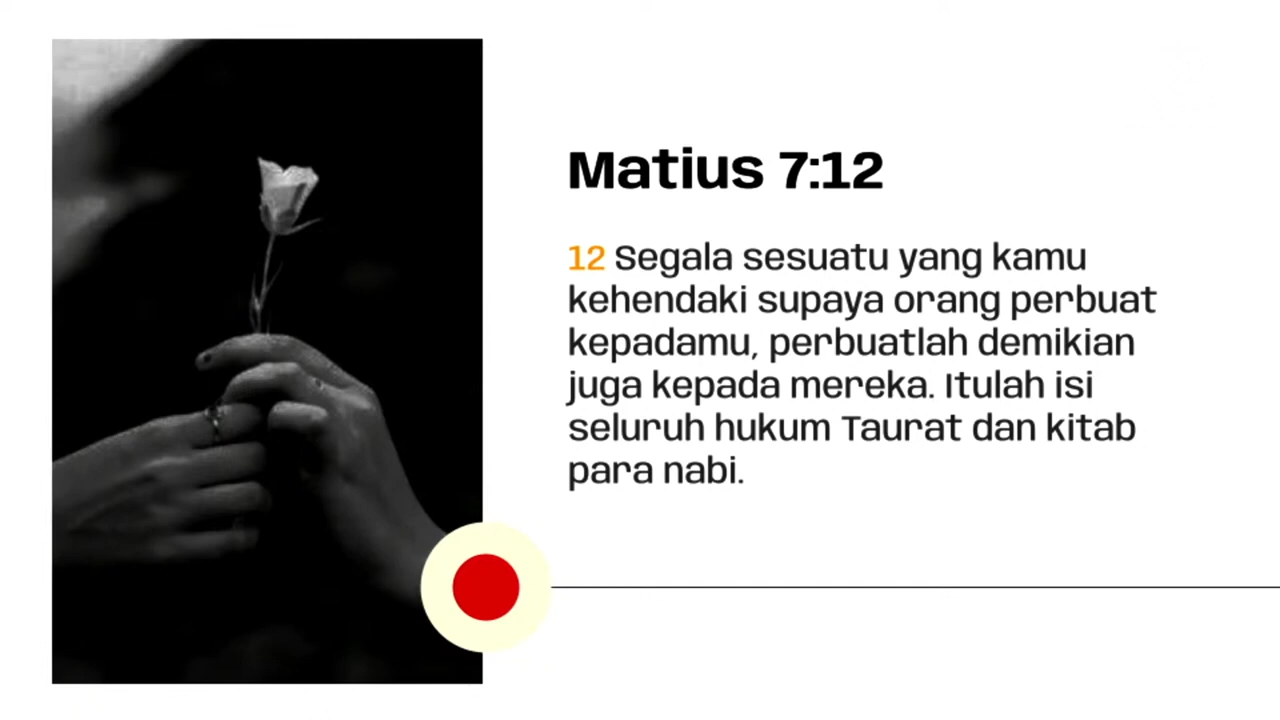 Matius 7:12
12 Segala sesuatu yang kamu
kehendaki supaya orang perbuat
kepadamu, perbuatlah demikian
juga kepada mereka. Itulah isi
seluruh hukum Taurat dan kitab
para nabi.